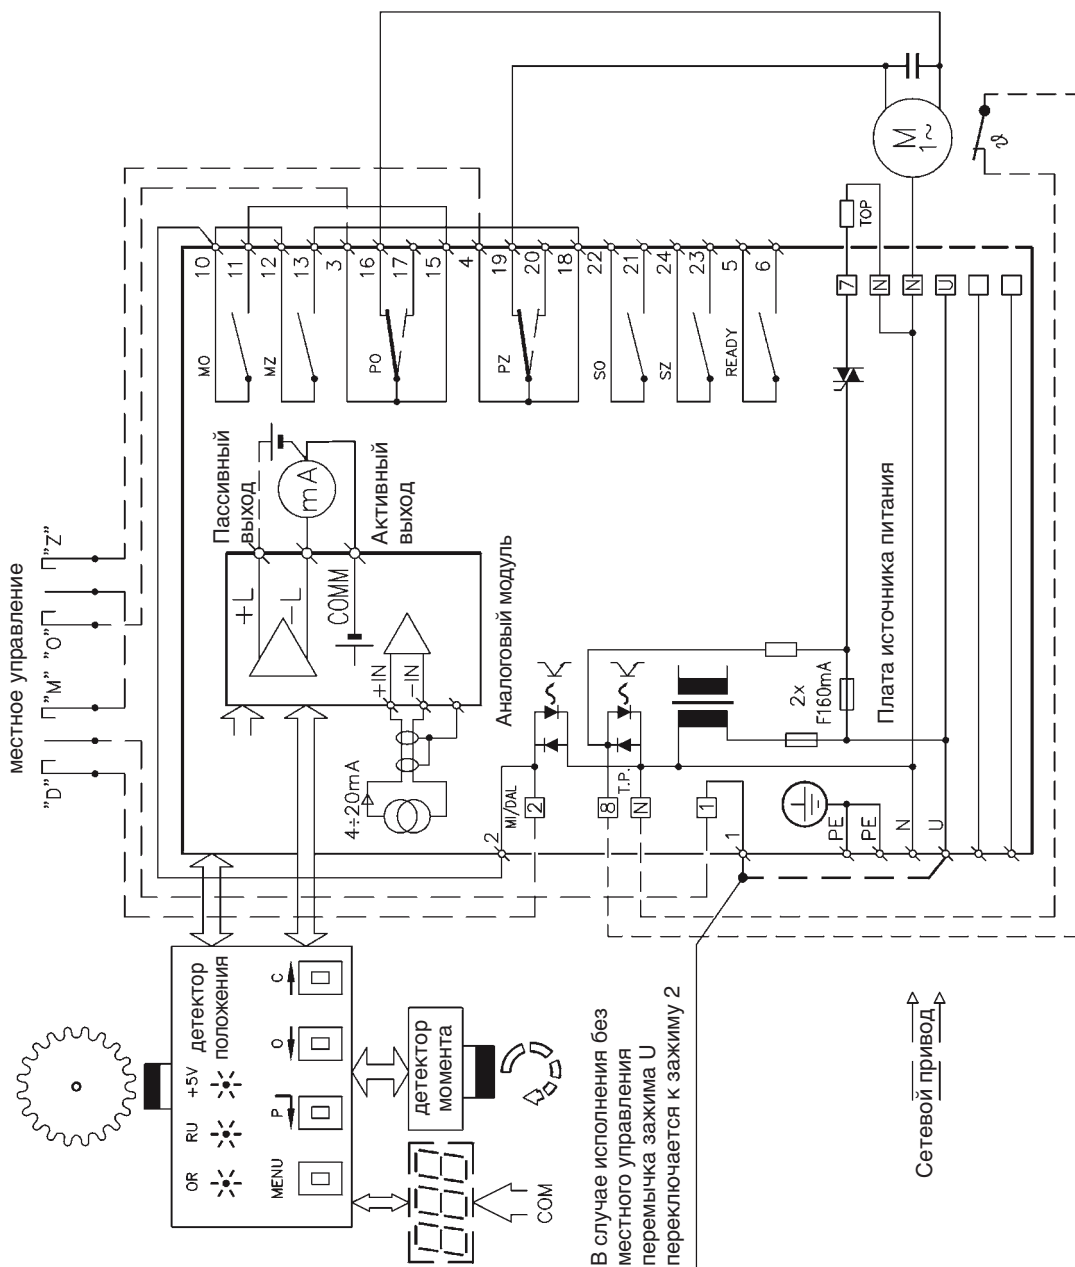 местное управление
"D"
"M"
"O"
"Z"
детектор
положения
+5V
RU
OR
MENU
P
O
C
детектор
момента
COM
В случае исполнения без
местного управления
перемычка зажима U
переключается к зажиму 2
Сетевой привод
Пассивный
выход
Активный
выход
mA
+L
-L
COMM
+IN
-IN
4÷20mA
Аналоговый модуль
2
MI/DAL
2
8
T.P.
N
1
1
PE
PE
N
U
2x
F160mA
Плата источника питания
MO
MZ
PO
PZ
SO
SZ
READY
10
11
12
13
3
16
17
15
4
19
20
18
22
21
24
23
5
6
7
N
N
U
TOP
M
1~
ϑ